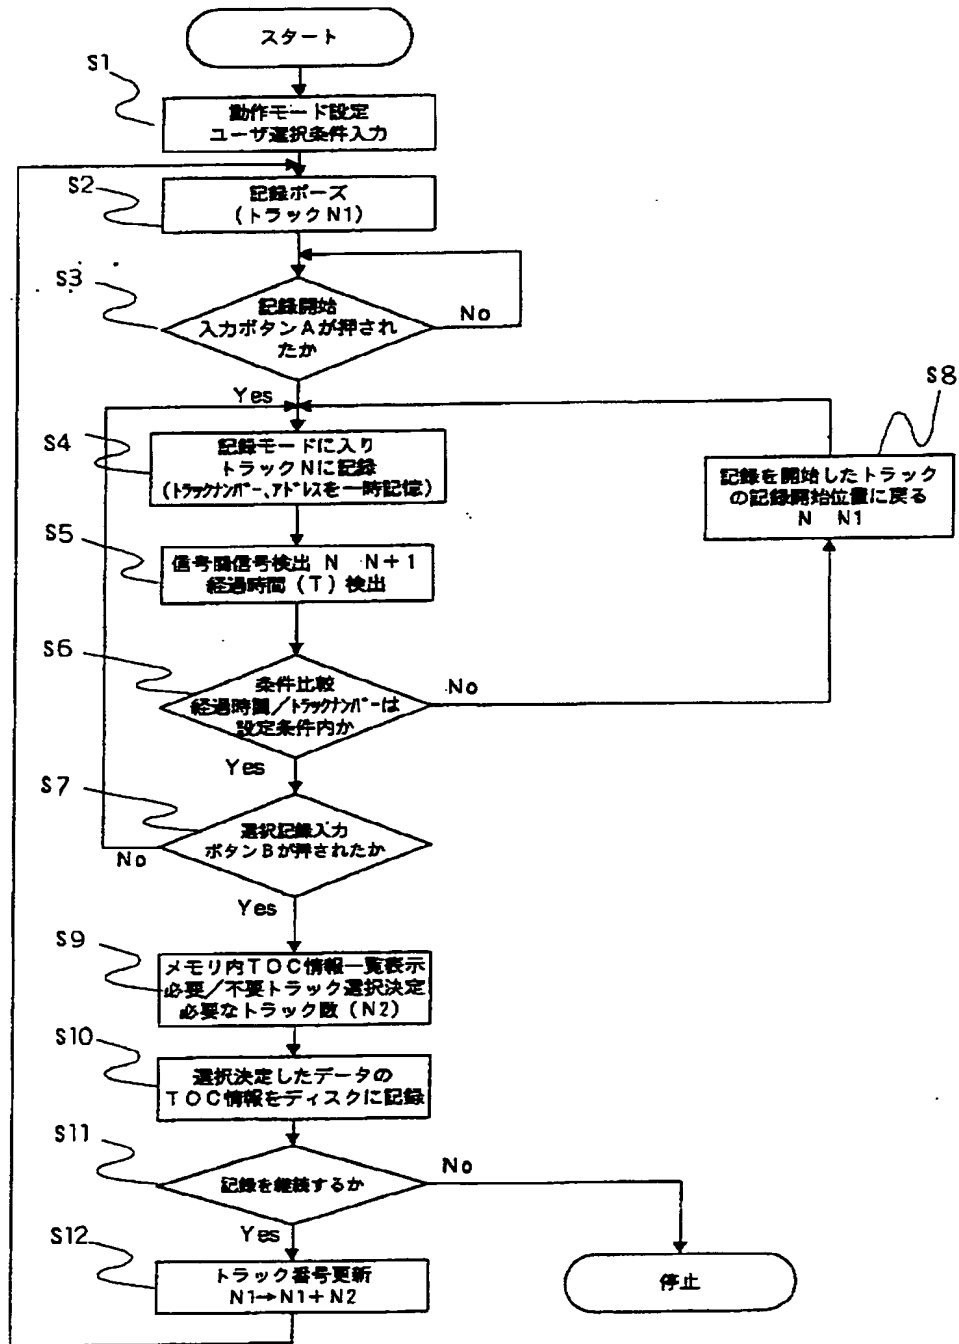 スタート
S1
動作モード設定
ユーザ選択条件入力
S2
記録ポーズ
(トラックN1)
S3
記録開始
入力ボタンAが押され
たか
No
Yes
S8
S4
記録モードに入り
トラックNに記録
(トラックナンバー、アドレスを一時記憶)
記録を開始したトラック
の記録開始位置に戻る
N N1
S5
信号間信号検出 N N+1
経過時間(T)検出
S6
条件比較
経過時間/トラックナンバーは
設定条件内か
No
Yes
S7
選択記録入力
ボタンBが押されたか
No
Yes
S9
メモリ内TOC情報一覧表示
必要/不要トラック選択決定
必要なトラック数(N2)
S10
選択決定したデータの
TOC情報をディスクに記録
S11
記録を継続するか
No
Yes
S12
トラック番号更新
N1→N1+N2
停止